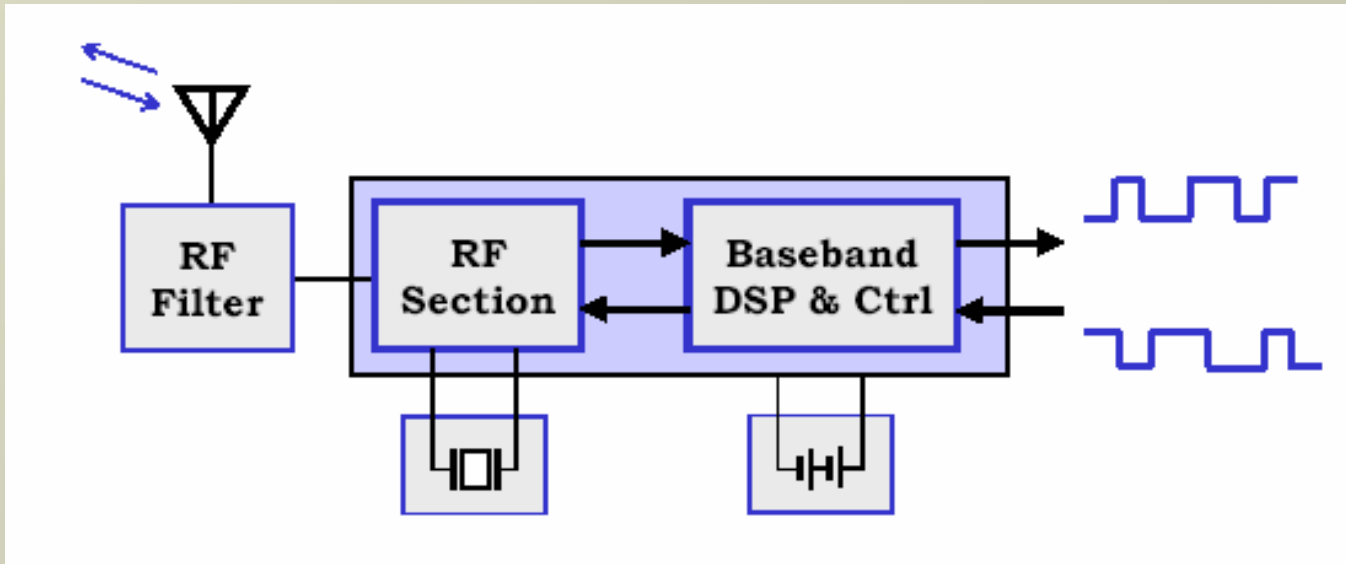 RF
Filter
RF
Section
Baseband
DSP & Ctrl